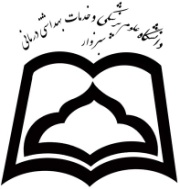 دانشگاه علوم پزشکی و خدمات بهداشتی درمانی
سبزوار